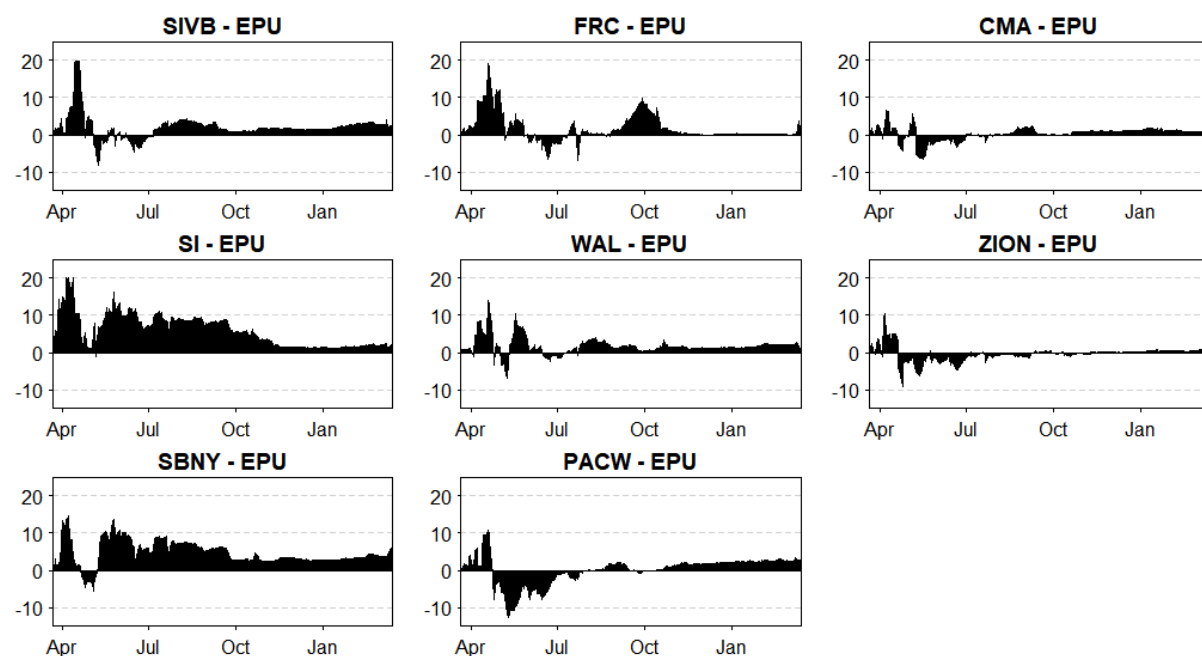 SIVB - EPU
20
10
0
-10
Apr Jul Oct Jan
FRC - EPU
20
10
0
-10
Apr Jul Oct Jan
CMA - EPU
20
10
0
-10
Apr Jul Oct Jan
SI - EPU
20
10
0
-10
Apr Jul Oct Jan
WAL - EPU
20
10
0
-10
Apr Jul Oct Jan
ZION - EPU
20
10
0
-10
Apr Jul Oct Jan
SBNY - EPU
20
10
0
-10
Apr Jul Oct Jan
PACW - EPU
20
10
0
-10
Apr Jul Oct Jan